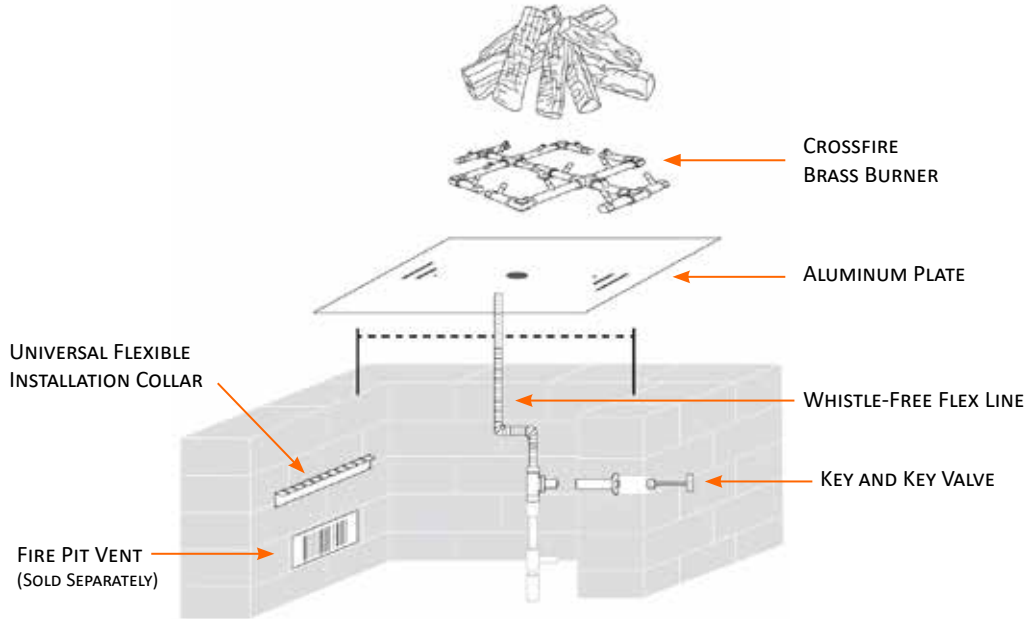 CROSSFIRE
BRASS BURNER
ALUMINUM PLATE
UNIVERSAL FLEXIBLE
INSTALLATION COLLAR
WHISTLE-FREE FLEX LINE
KEY AND KEY VALVE
FIRE PIT VENT
(SOLD SEPARATELY)